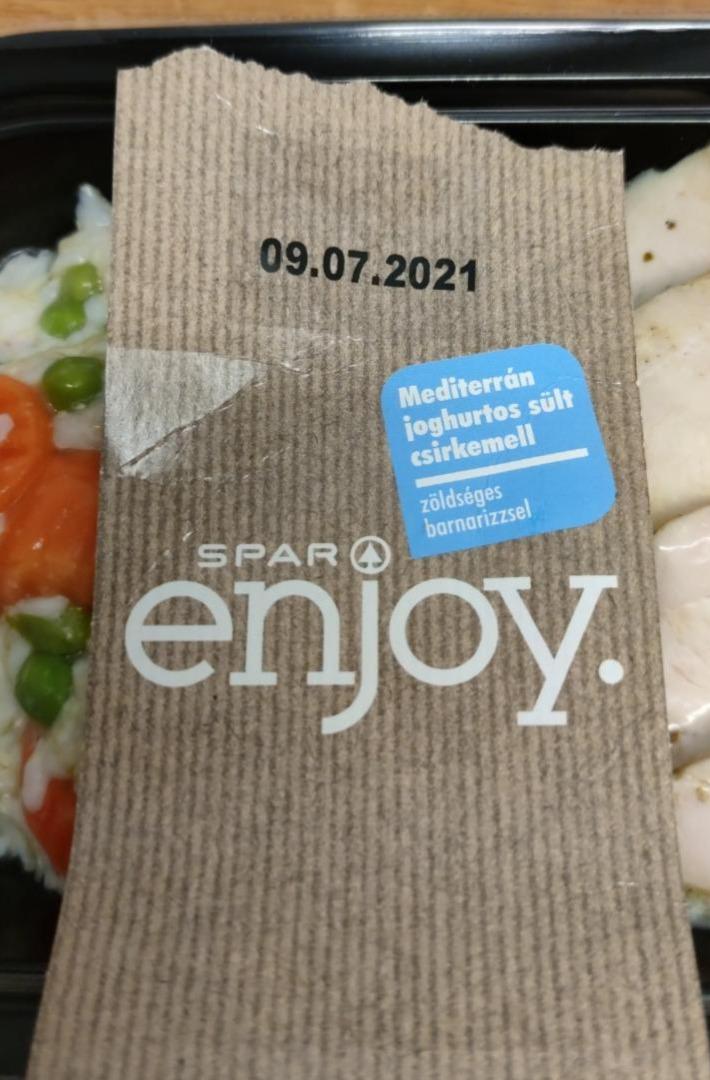 09.07.2021
Mediterrán
joghurtos sült
csirkemell
zöldséges
barnarizzsel
SPAR
enjoy.